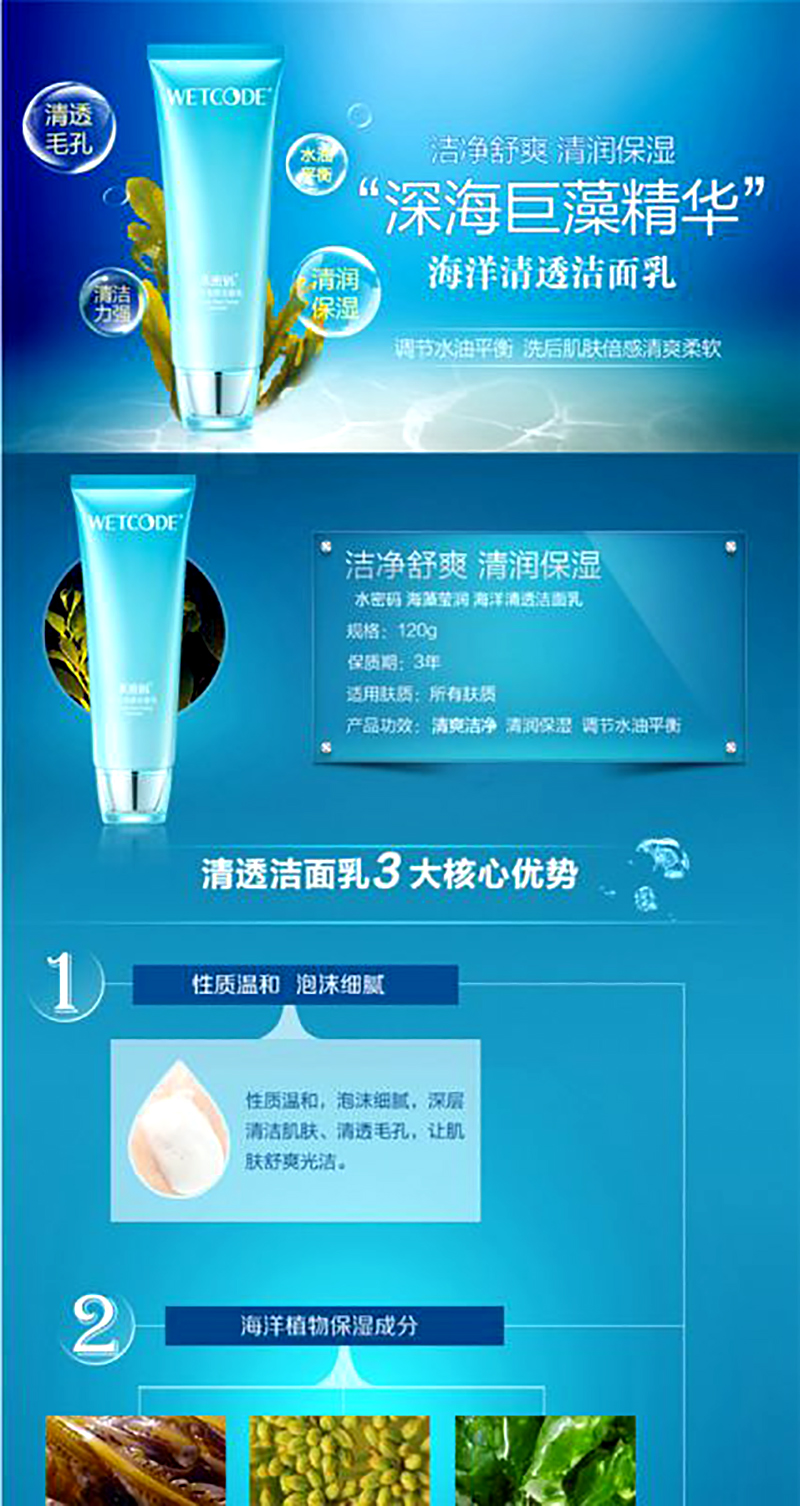 WETCODE
清透
毛孔
水油
平衡
清洁
力强
清润
保湿
洁净舒爽 清润保湿
“深海巨藻精华”
海洋清透洁面乳
调节水油平衡 洗后肌肤倍感清爽柔软
WETCODE
洁净舒爽 清润保湿
水密码 海藻莹润 海洋清透洁面乳
规格：120g
保质期：3年
适用肤质：所有肤质
产品功效：清爽洁净 清润保湿 调节水油平衡
清透洁面乳3大核心优势
1
性质温和 泡沫细腻
性质温和，泡沫细腻，深层
清洁肌肤、清透毛孔，让肌
肤舒爽光洁。
2
海洋植物保湿成分